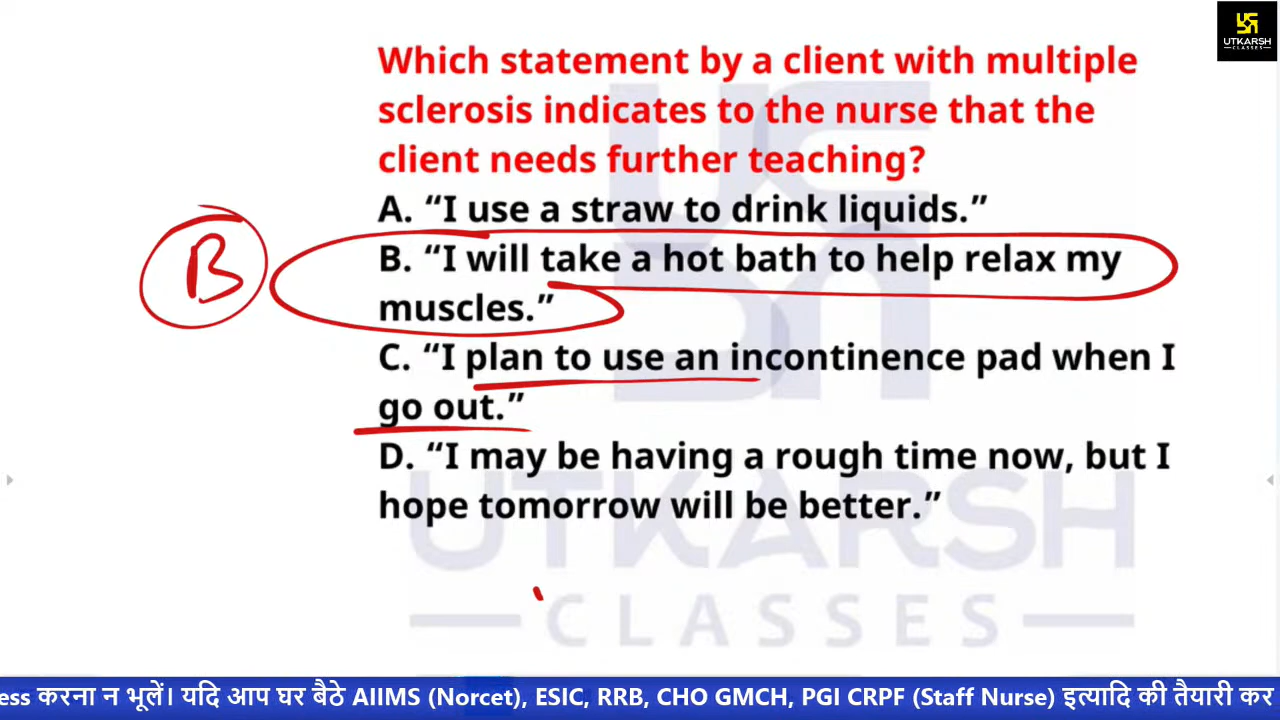 UTKARSH
CLASSES
Which statement by a client with multiple
sclerosis indicates to the nurse that the
client needs further teaching?
A. “I use a straw to drink liquids.”
B. “I will take a hot bath to help relax my
muscles.”
B
C. “I plan to use an incontinence pad when I
go out.”
D. “I may be having a rough time now, but I
hope tomorrow will be better.”
UTKARSH
CLASSES
ess करना न भूलें। यदि आप घर बैठे AIIMS (Norcet), ESIC, RRB, CHO GMCH, PGI CRPF (Staff Nurse) इत्यादि की तैयारी कर